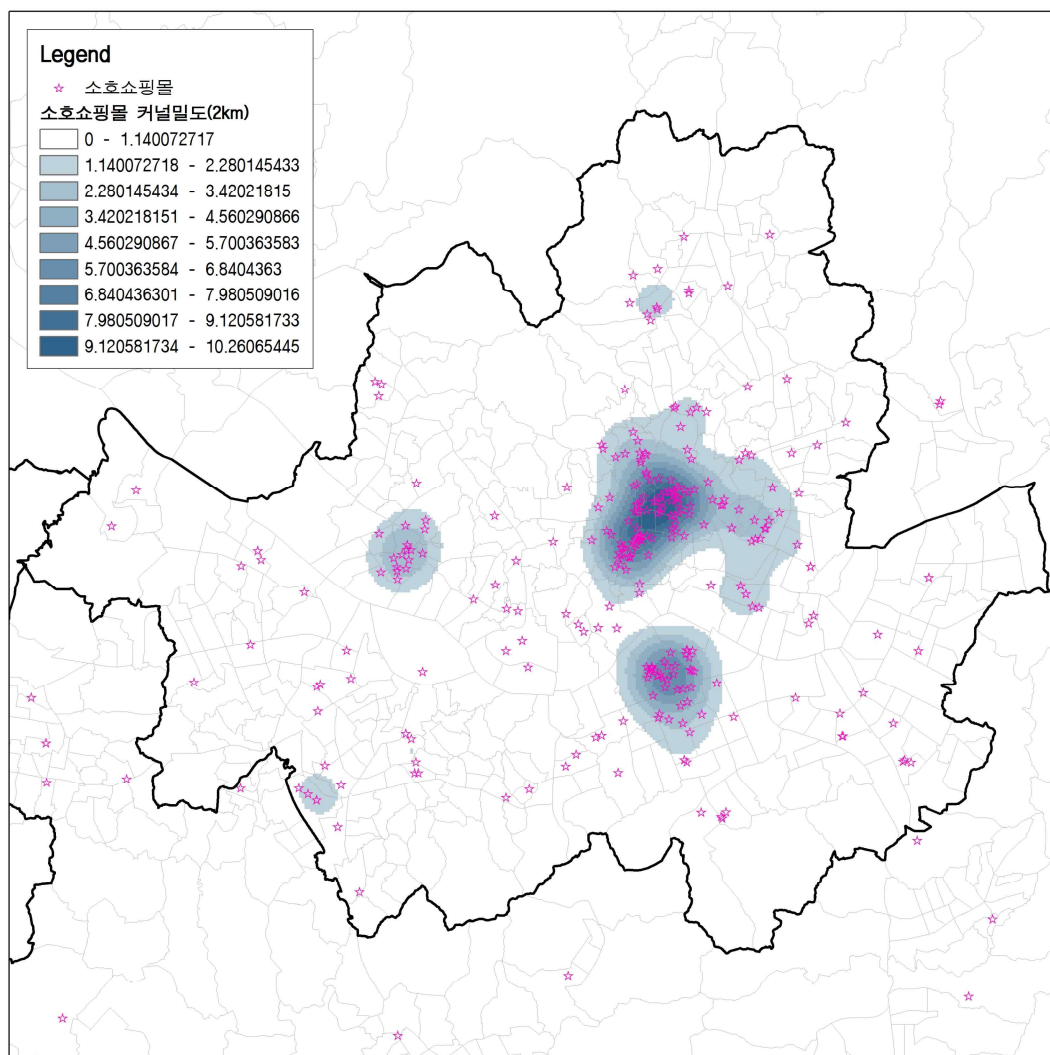 Legend
소호쇼핑몰
소호쇼핑몰 커널밀도(2km)
0 - 1.140072717
1.140072718 - 2.280145433
2.280145434 - 3.42021815
3.420218151 - 4.560290866
4.560290867 - 5.700363583
5.700363584 - 6.8404363
6.840436301 - 7.980509016
7.980509017 - 9.120581733
9.120581734 - 10.26065445